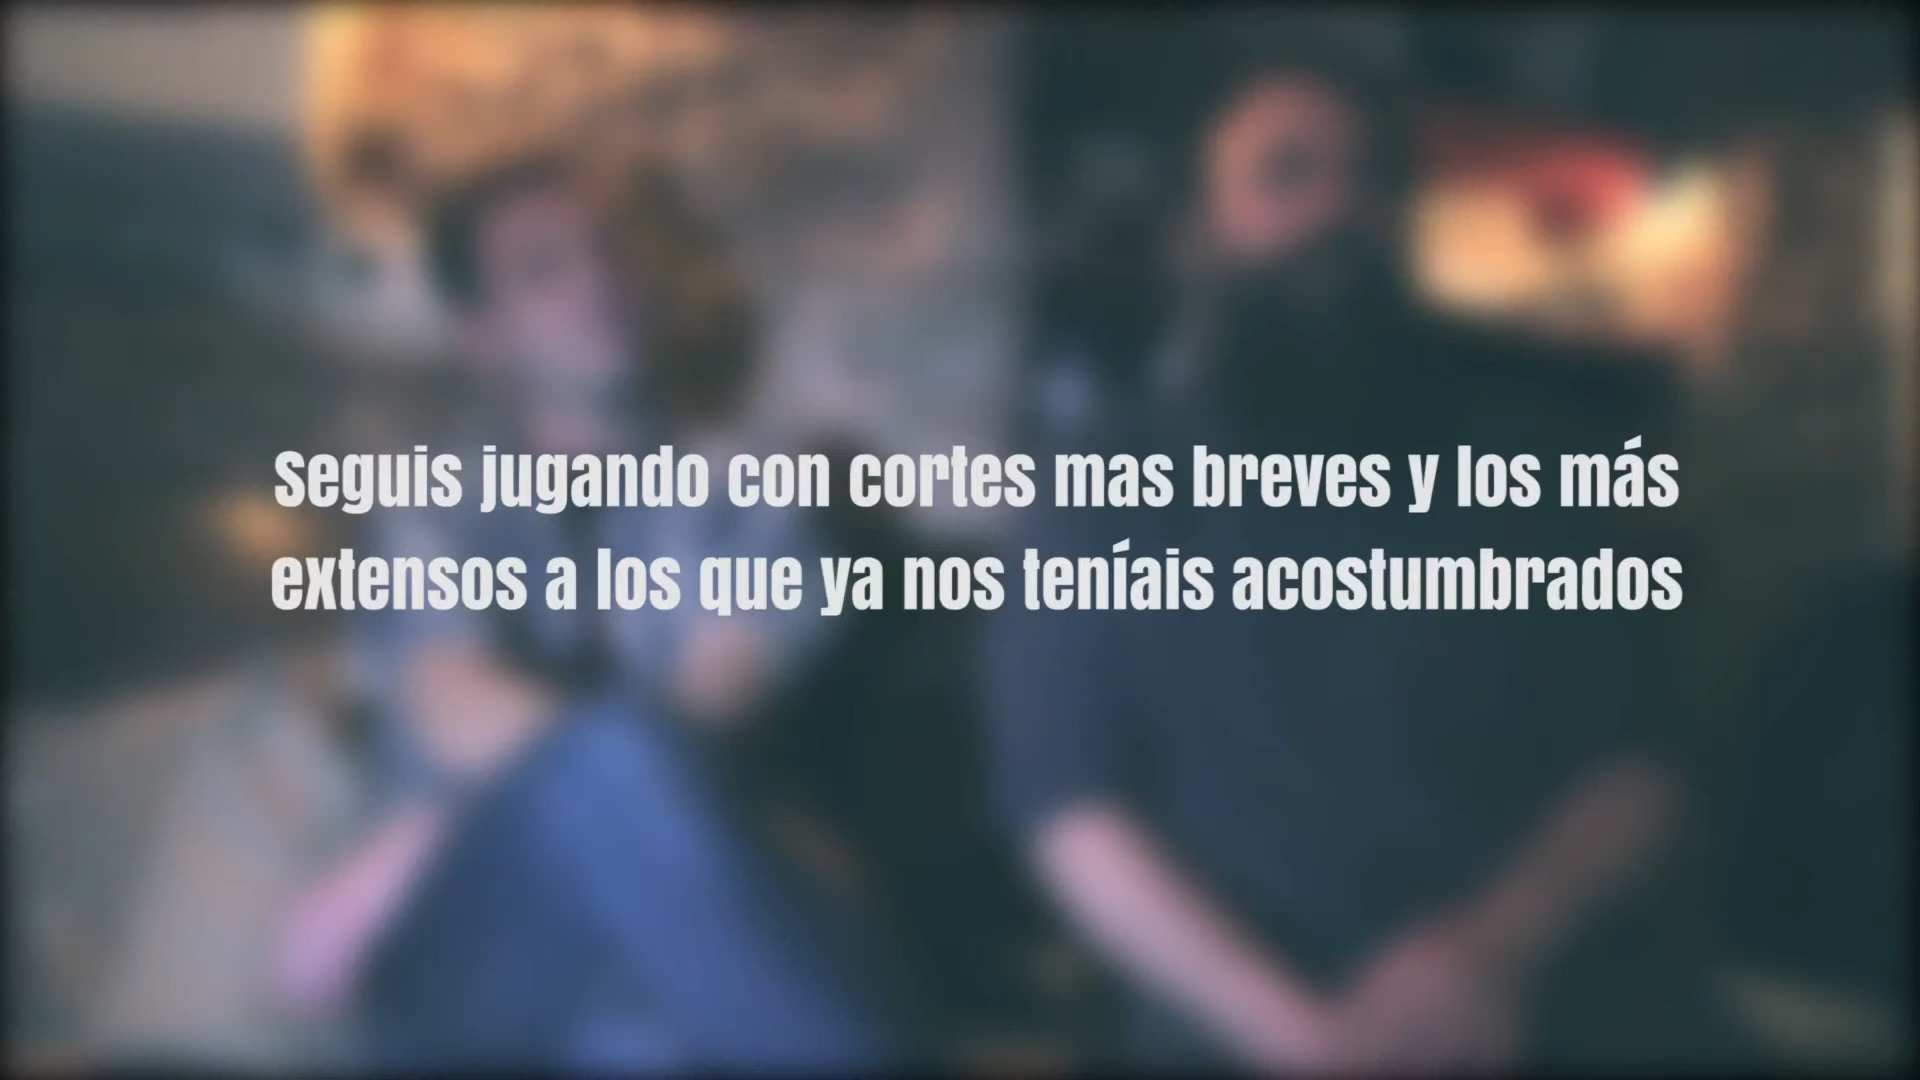 Seguis jugando con cortes mas breves y los más
extensos a los que ya nos teníais acostumbrados